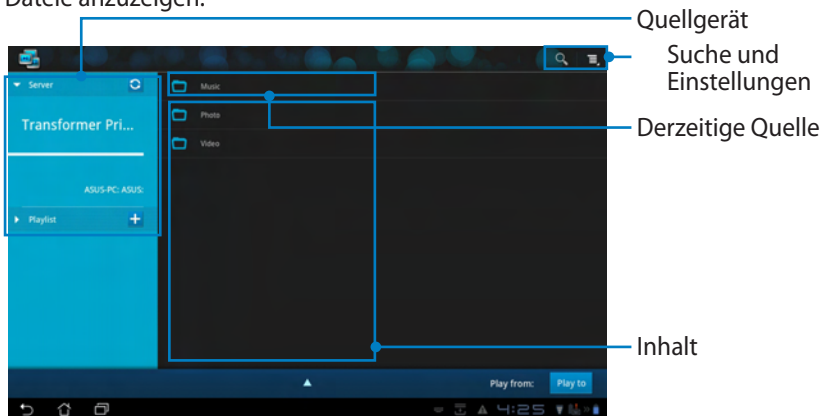 Dateie anzuzeigen.
Quellgerät
Suche und
Einstellungen
Server
Music
Transformer Pri...
Photo
Derzeitige Quelle
Video
ASUS-PC: ASUS:
Playlist
Inhalt
Play from:
Play to
4:25